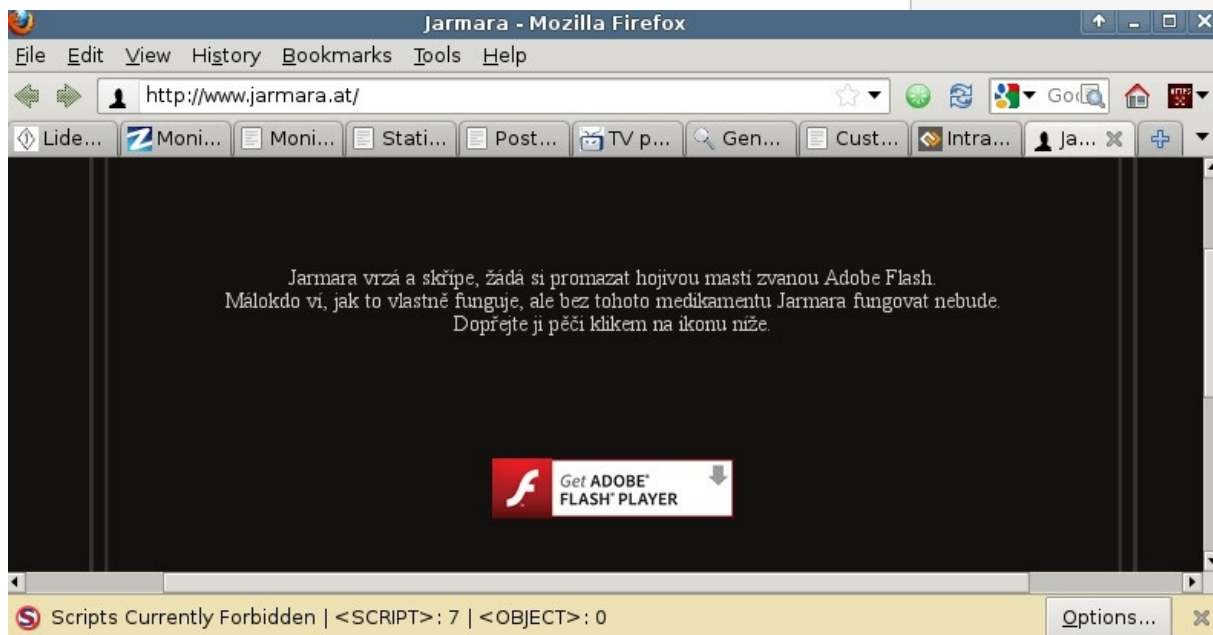 Jarmara - Mozilla Firefox
File Edit View History Bookmarks Tools Help
http://www.jarmara.at/
Lide... Moni... Moni... Stati... Post... TV p... Gen... Cust... Intra... Ja...
Jarmara vrzá a skřípe, žádá si promazat hojivou mastí zvanou Adobe Flash.
Málokdo ví, jak to vlastně funguje, ale bez tohoto medikamentu Jarmara fungovat nebude.
Dopřejte ji péči klikem na ikonu níže.
Get ADOBE®
FLASH® PLAYER
Scripts Currently Forbidden | <SCRIPT>: 7 | <OBJECT>: 0 Options...